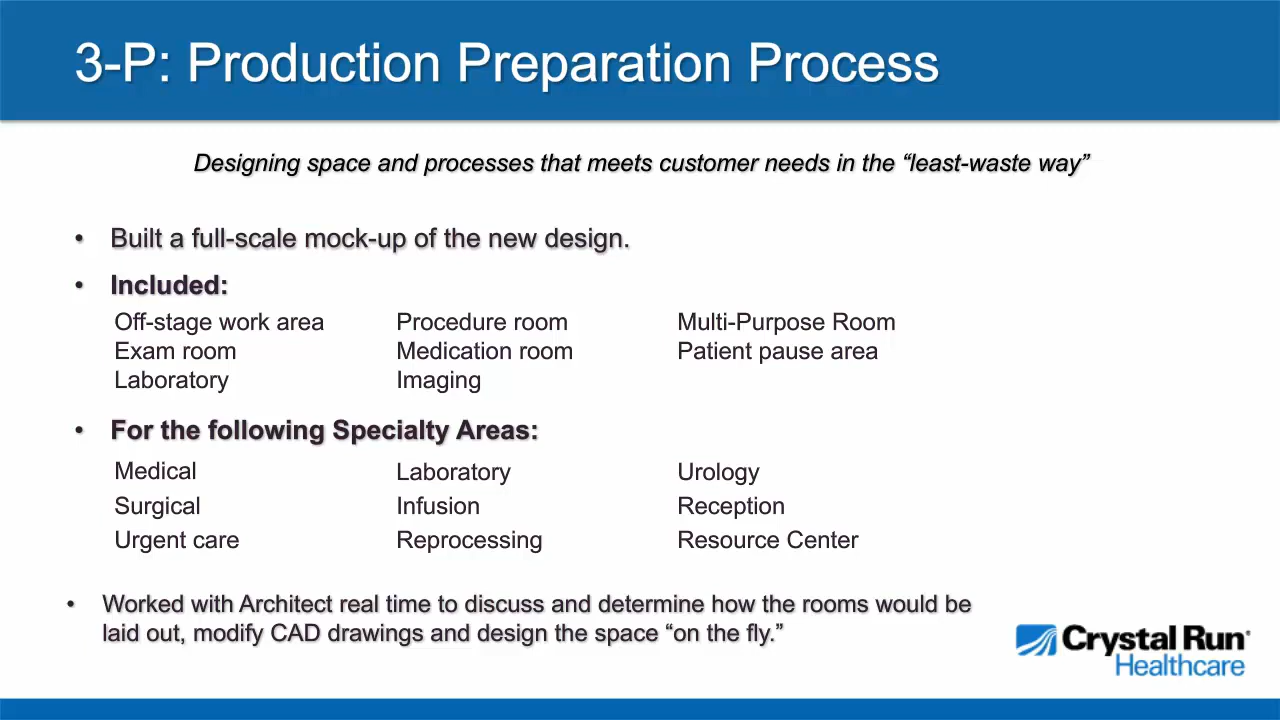 3-P: Production Preparation Process
Designing space and processes that meets customer needs in the “least-waste way”
• Built a full-scale mock-up of the new design.
• Included:
Off-stage work area Procedure room Multi-Purpose Room
Exam room Medication room Patient pause area
Laboratory Imaging
• For the following Specialty Areas:
Medical Laboratory Urology
Surgical Infusion Reception
Urgent care Reprocessing Resource Center
• Worked with Architect real time to discuss and determine how the rooms would be
laid out, modify CAD drawings and design the space “on the fly.”
Crystal Run®
Healthcare